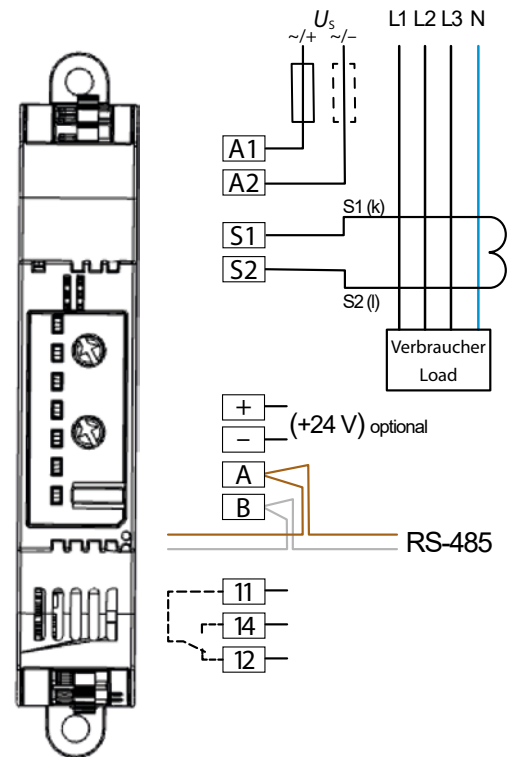 Us
~/+ ~/–
L1 L2 L3 N
A1
A2
S1 (k)
S1
S2
S2 (l)
Verbraucher
Load
+
(+24 V) optional
–
A
B
RS-485
11
14
12